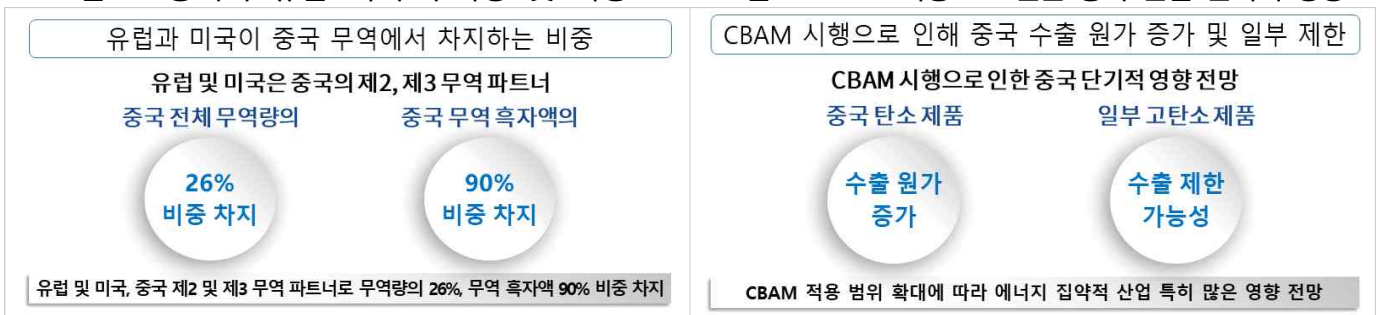 유럽과 미국이 중국 무역에서 차지하는 비중
유럽 및 미국은 중국의 제2, 제3 무역 파트너
중국 전체 무역량의
중국 무역 흑자액의
26%
비중 차지
90%
비중 차지
유럽 및 미국, 중국 제2 및 제3 무역 파트너로 무역량의 26%, 무역 흑자액 90% 비중 차지
CBAM 시행으로 인해 중국 수출 원가 증가 및 일부 제한
CBAM 시행으로 인한 중국 단기적 영향 전망
중국 탄소 제품
일부 고탄소 제품
수출 원가
증가
수출 제한
가능성
CBAM 적용 범위 확대에 따라 에너지 집약적 산업 특히 많은 영향 전망